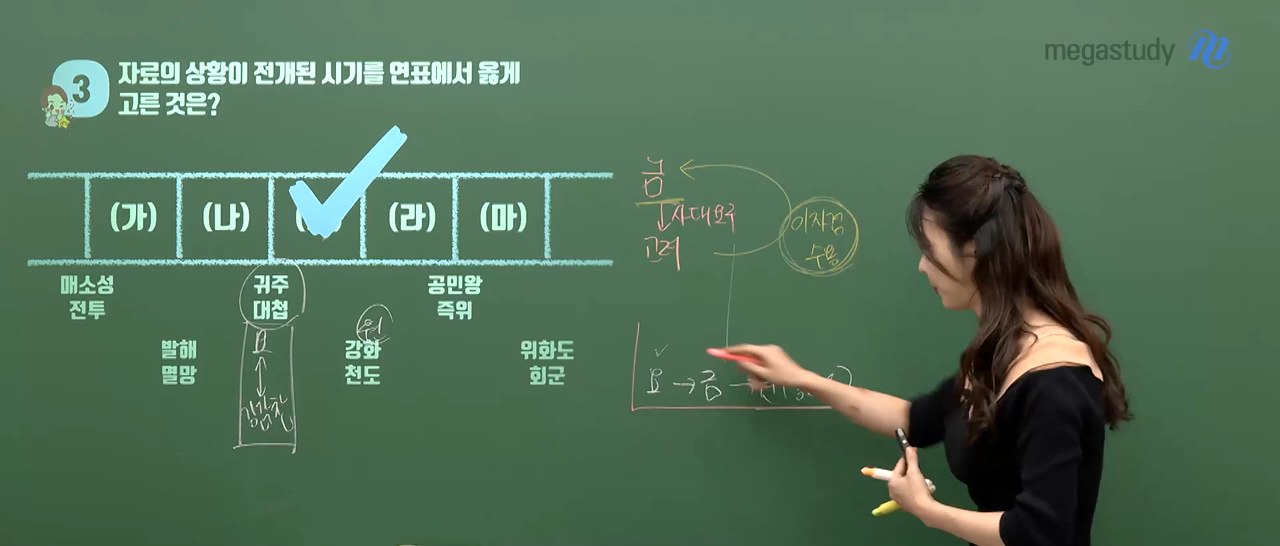 megastudy
3
자료의 상황이 전개된 시기를 연표에서 옳게
고른 것은?
(가) (나) (라) (마)
매소성
전투
귀주
대첩
공민왕
즉위
발해
멸망
강화
천도
위화도
회군
요
강감찬
금
사대요구
고려
이자겸
수용
요 → 금 →